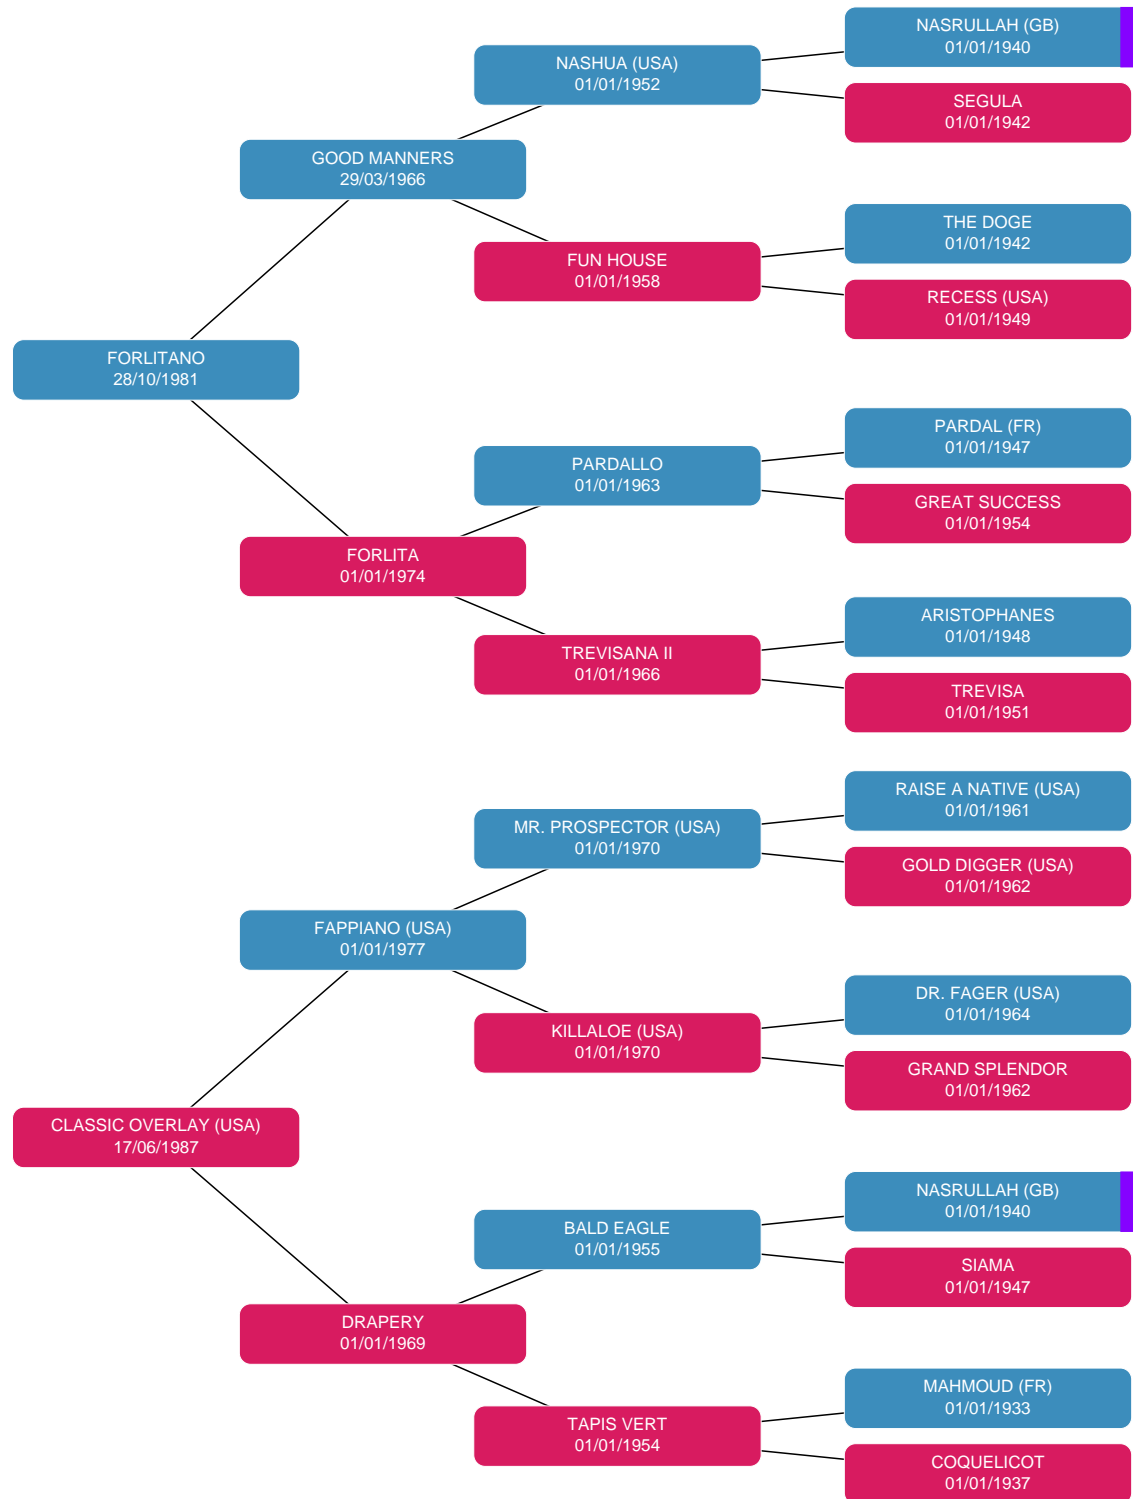 NASRULLAH (GB)
01/01/1940
NASHUA (USA)
01/01/1952
SEGULA
01/01/1942
GOOD MANNERS
29/03/1966
THE DOGE
01/01/1942
FUN HOUSE
01/01/1958
RECESS (USA)
01/01/1949
FORLITANO
28/10/1981
PARDAL (FR)
01/01/1947
PARDALLO
01/01/1963
GREAT SUCCESS
01/01/1954
FORLITA
01/01/1974
ARISTOPHANES
01/01/1948
TREVISANA II
01/01/1966
TREVISA
01/01/1951
RAISE A NATIVE (USA)
01/01/1961
MR. PROSPECTOR (USA)
01/01/1970
GOLD DIGGER (USA)
01/01/1962
FAPPIANO (USA)
01/01/1977
DR. FAGER (USA)
01/01/1964
KILLALOE (USA)
01/01/1970
GRAND SPLENDOR
01/01/1962
CLASSIC OVERLAY (USA)
17/06/1987
NASRULLAH (GB)
01/01/1940
BALD EAGLE
01/01/1955
SIAMA
01/01/1947
DRAPERY
01/01/1969
MAHMOUD (FR)
01/01/1933
TAPIS VERT
01/01/1954
COQUELICOT
01/01/1937